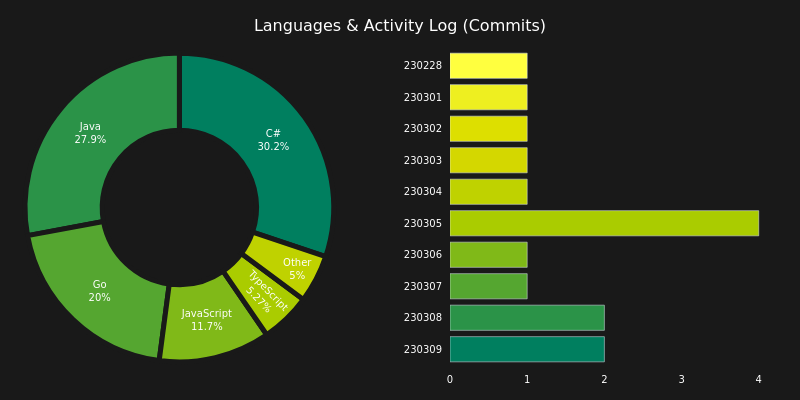 Languages & Activity Log (Commits)
Java
27.9%
C#
30.2%
Other
5%
TypeScript
5.27%
Go
20%
JavaScript
11.7%
230228
230301
230302
230303
230304
230305
230306
230307
230308
230309
0 1 2 3 4